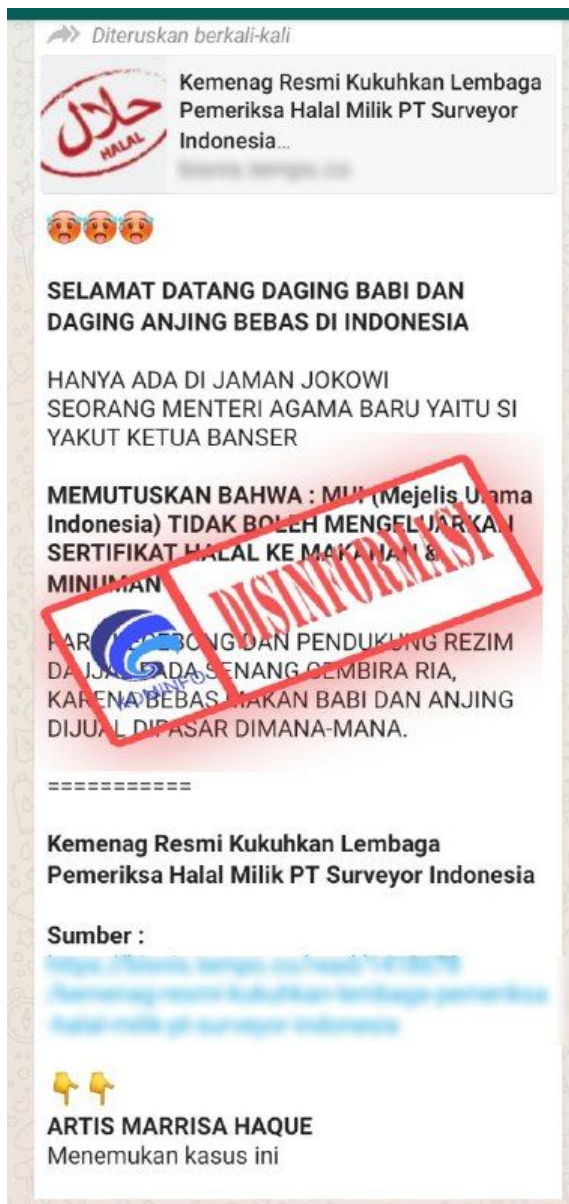 Diteruskan berkali-kali
حلال
HALAL
Kemenag Resmi Kukuhkan Lembaga
Pemeriksa Halal Milik PT Surveyor
Indonesia...
SELAMAT DATANG DAGING BABI DAN
DAGING ANJING BEBAS DI INDONESIA
HANYA ADA DI JAMAN JOKOWI
SEORANG MENTERI AGAMA BARU YAITU SI
YAKUT KETUA BANSER
MEMUTUSKAN BAHWA : MUI (Mejelis Ulama
Indonesia) TIDAK BOLEH MENGELUARKAN
SERTIFIKAT HALAL KE MAKANAN &
MINUMAN
DISINFORMASI
KOMINFO
DAN PENDUKUNG REZIM
PADA SENANG GEMBIRA RIA,
KARENA BEBAS MAKAN BABI DAN ANJING
DIJUAL DIPASAR DIMANA-MANA.
===========
Kemenag Resmi Kukuhkan Lembaga
Pemeriksa Halal Milik PT Surveyor Indonesia
Sumber :
ARTIS MARRISA HAQUE
Menemukan kasus ini